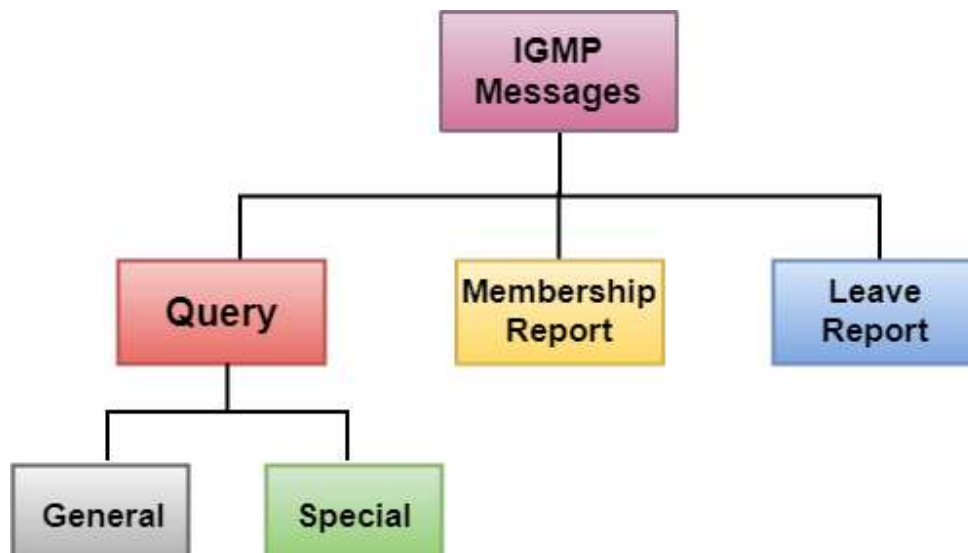 IGMP
Messages
Query
Membership
Report
Leave
Report
General
Special